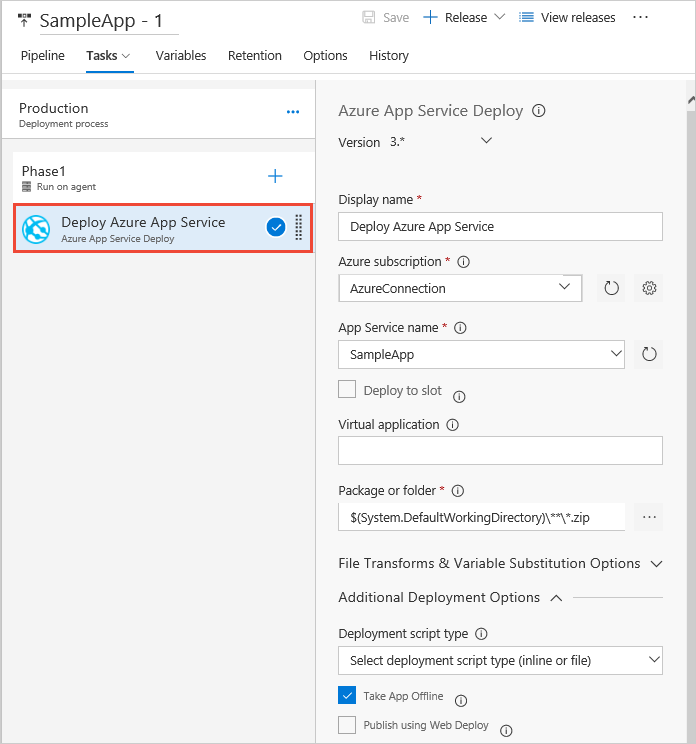 SampleApp - 1
Save
Release
View releases
...
Pipeline
Tasks
Variables
Retention
Options
History
Production
Deployment process
...
Phase1
Run on agent
Deploy Azure App Service
Azure App Service Deploy
Azure App Service Deploy
Version 3.*
Display name *
Deploy Azure App Service
Azure subscription *
AzureConnection
App Service name *
SampleApp
Deploy to slot
Virtual application
Package or folder *
$(System.DefaultWorkingDirectory)\**\*.zip
...
File Transforms & Variable Substitution Options
Additional Deployment Options
Deployment script type
Select deployment script type (inline or file)
Take App Offline
Publish using Web Deploy